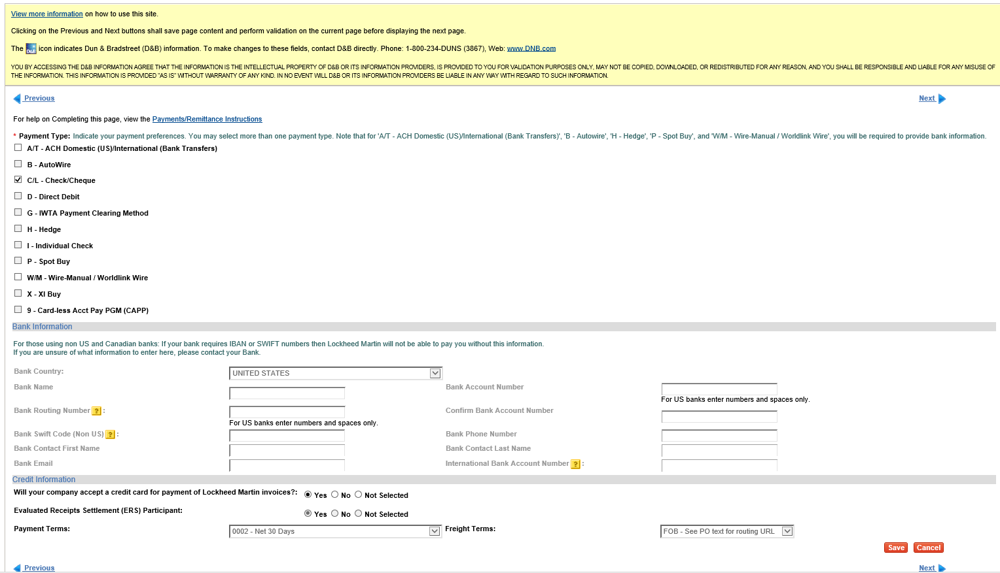 View more information on how to use this site.
Clicking on the Previous and Next buttons shall save page content and perform validation on the current page before displaying the next page.
The D&B icon indicates Dun & Bradstreet (D&B) information. To make changes to these fields, contact D&B directly. Phone: 1-800-234-DUNS (3867), Web: www.DNB.com
YOU BY ACCESSING THE D&B INFORMATION AGREE THAT THE INFORMATION IS THE INTELLECTUAL PROPERTY OF D&B OR ITS INFORMATION PROVIDERS, IS PROVIDED TO YOU FOR VALIDATION PURPOSES ONLY, MAY NOT BE COPIED, DOWNLOADED, OR REDISTRIBUTED FOR ANY REASON, AND YOU SHALL BE RESPONSIBLE AND LIABLE FOR ANY MISUSE OF
THE INFORMATION. THIS INFORMATION IS PROVIDED "AS IS" WITHOUT WARRANTY OF ANY KIND. IN NO EVENT WILL D&B OR ITS INFORMATION PROVIDERS BE LIABLE IN ANY WAY WITH REGARD TO SUCH INFORMATION.
Previous Next
For help on Completing this page, view the Payments/Remittance Instructions
* Payment Type: Indicate your payment preferences. You may select more than one payment type. Note that for 'A/T - ACH Domestic (US)/International (Bank Transfers)', 'B - Autowire', 'H - Hedge', 'P - Spot Buy', and 'W/M - Wire-Manual / Worldlink Wire', you will be required to provide bank information.
A/T - ACH Domestic (US)/International (Bank Transfers)
B - AutoWire
C/L - Check/Cheque
D - Direct Debit
G - IWTA Payment Clearing Method
H - Hedge
I - Individual Check
P - Spot Buy
W/M - Wire-Manual / Worldlink Wire
X - XI Buy
9 - Card-less Acct Pay PGM (CAPP)
Bank Information
For those using non US and Canadian banks: If your bank requires IBAN or SWIFT numbers then Lockheed Martin will not be able to pay you without this information.
If you are unsure of what information to enter here, please contact your Bank.
Bank Country: UNITED STATES
Bank Name Bank Account Number
For US banks enter numbers and spaces only.
Bank Routing Number ? : Confirm Bank Account Number
For US banks enter numbers and spaces only.
Bank Swift Code (Non US) ? : Bank Phone Number
Bank Contact First Name Bank Contact Last Name
Bank Email International Bank Account Number ? :
Credit Information
Will your company accept a credit card for payment of Lockheed Martin invoices?: Yes No Not Selected
Evaluated Receipts Settlement (ERS) Participant: Yes No Not Selected
Payment Terms: 0002 - Net 30 Days Freight Terms: FOB - See PO text for routing URL
Save Cancel
Previous Next